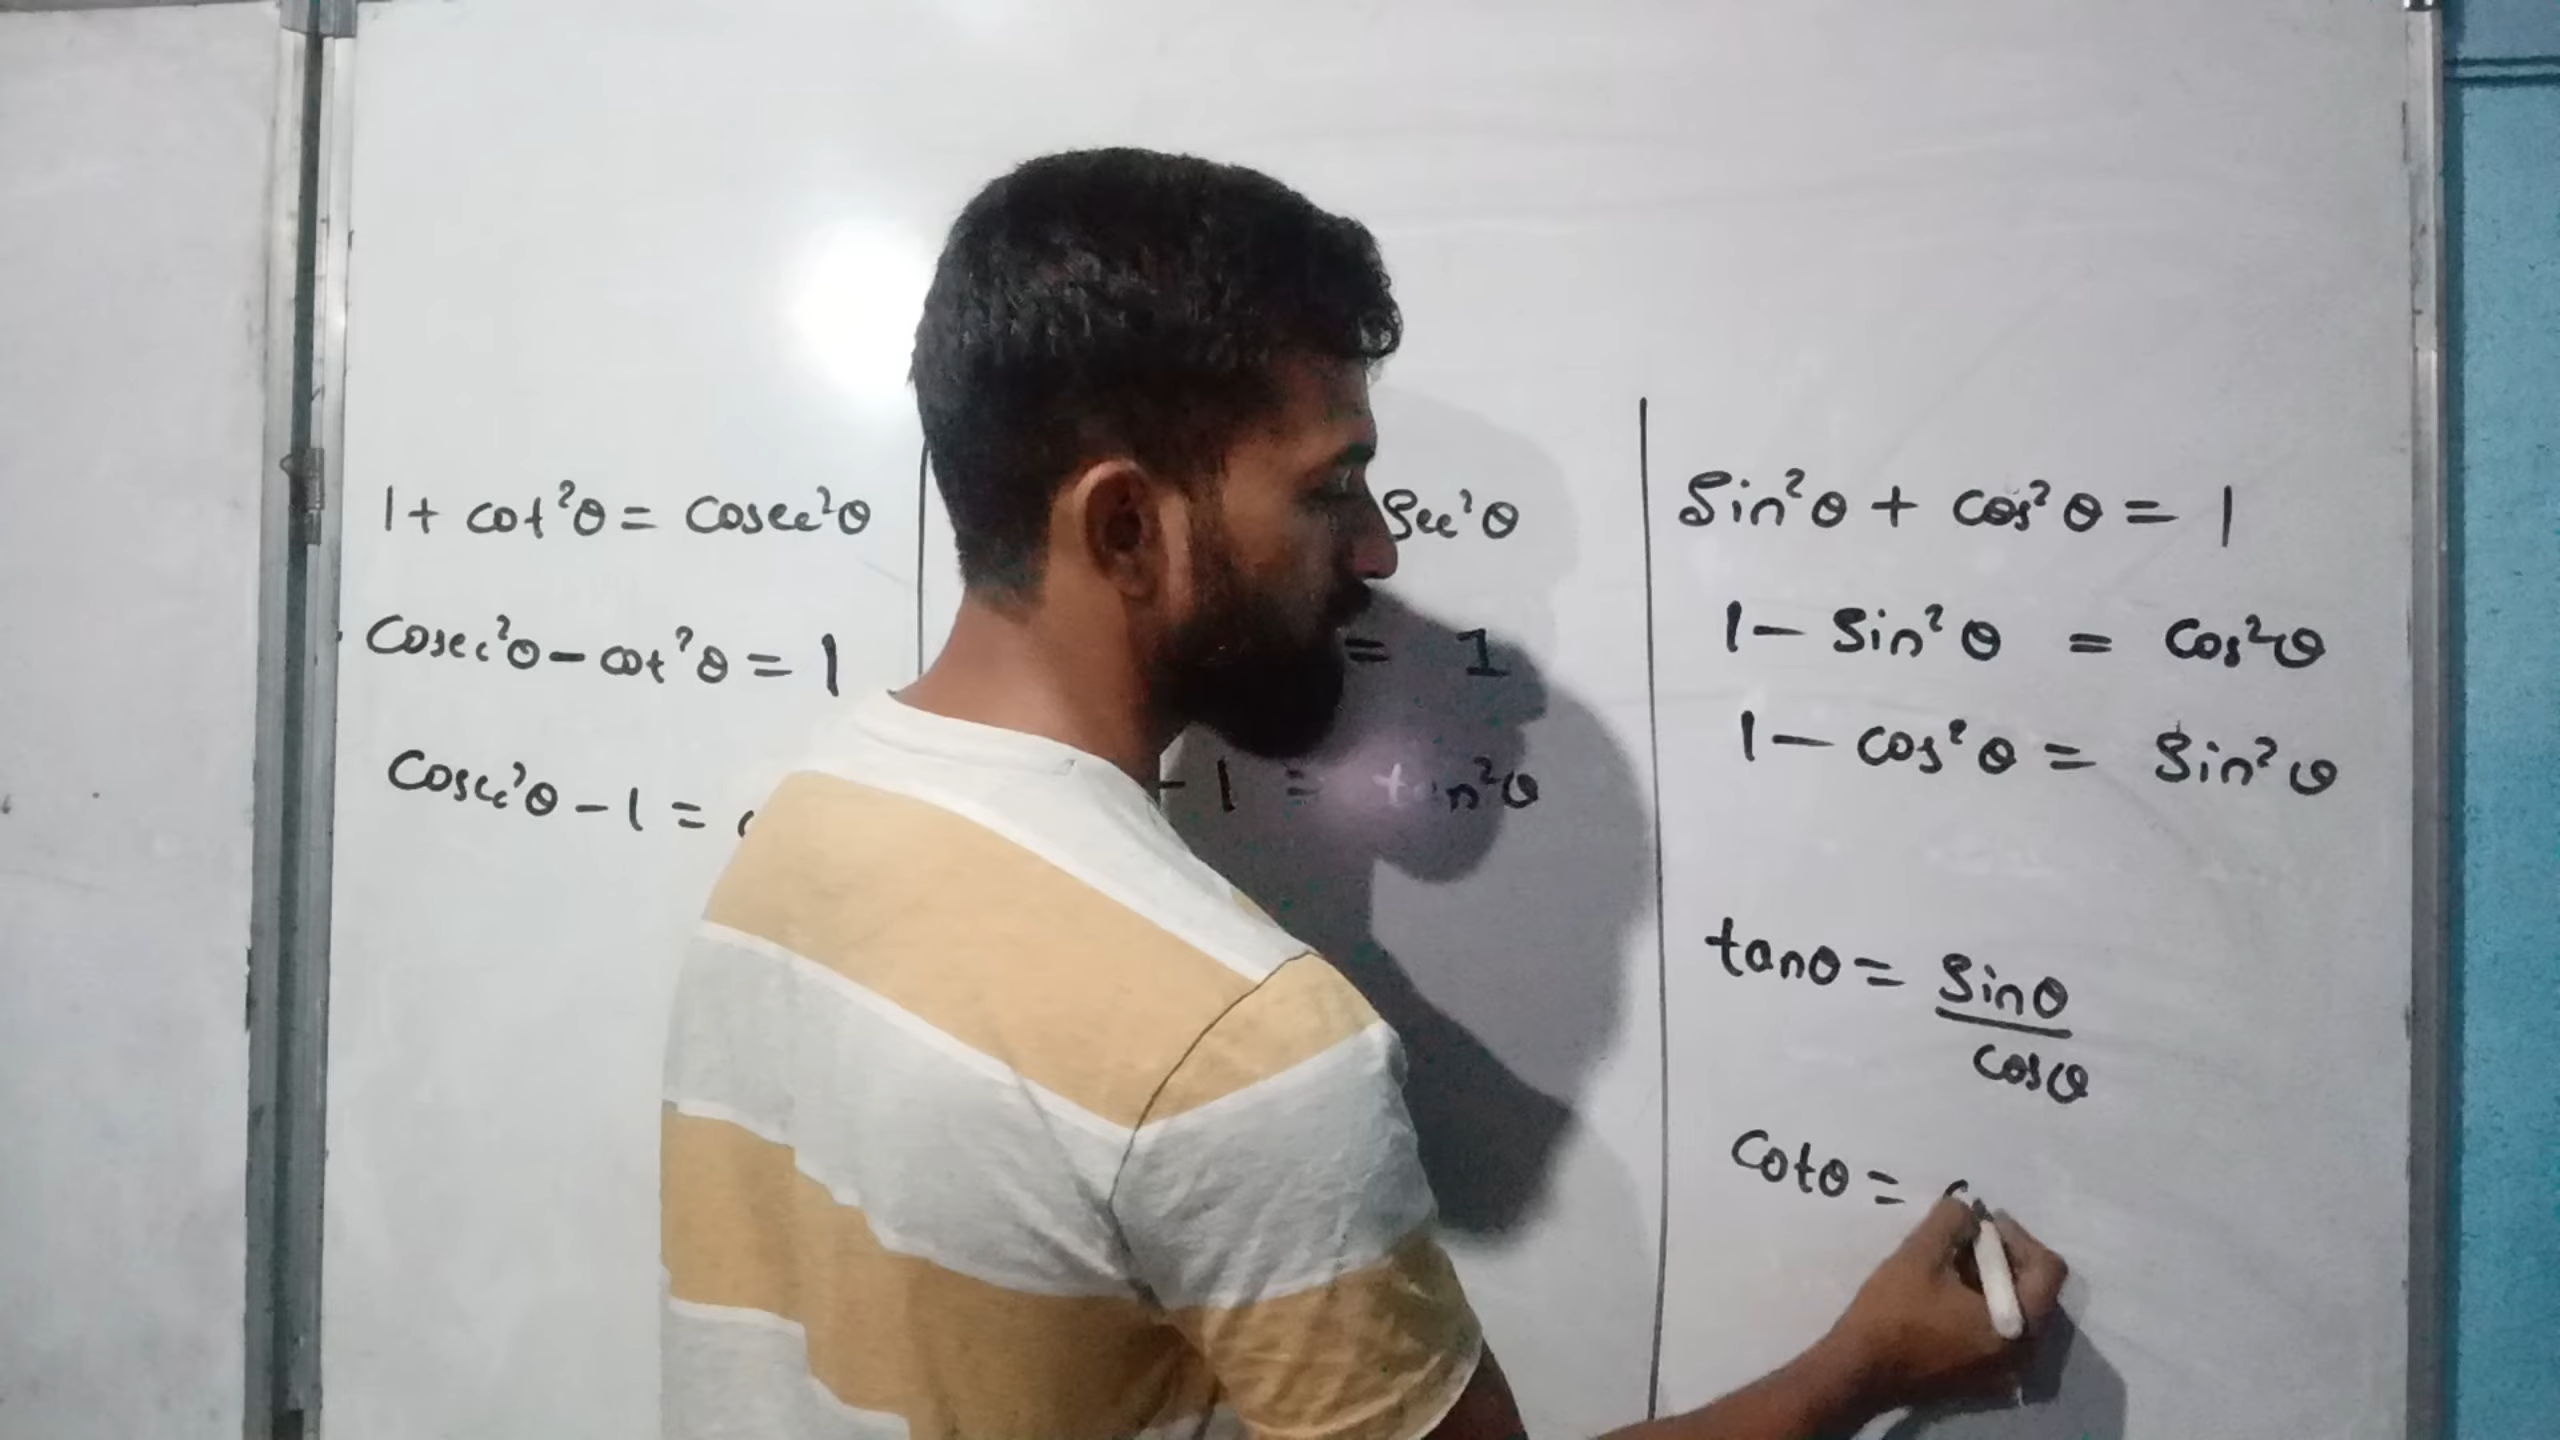 1 + cot²θ = cosec²θ
cosec²θ - cot²θ = 1
cosec²θ - 1 =
sec²θ
= 1
- 1 = tan²θ
sin²θ + cos²θ = 1
1 - sin²θ = cos²θ
1 - cos²θ = sin²θ
tanθ = sinθ
cosθ
cotθ =